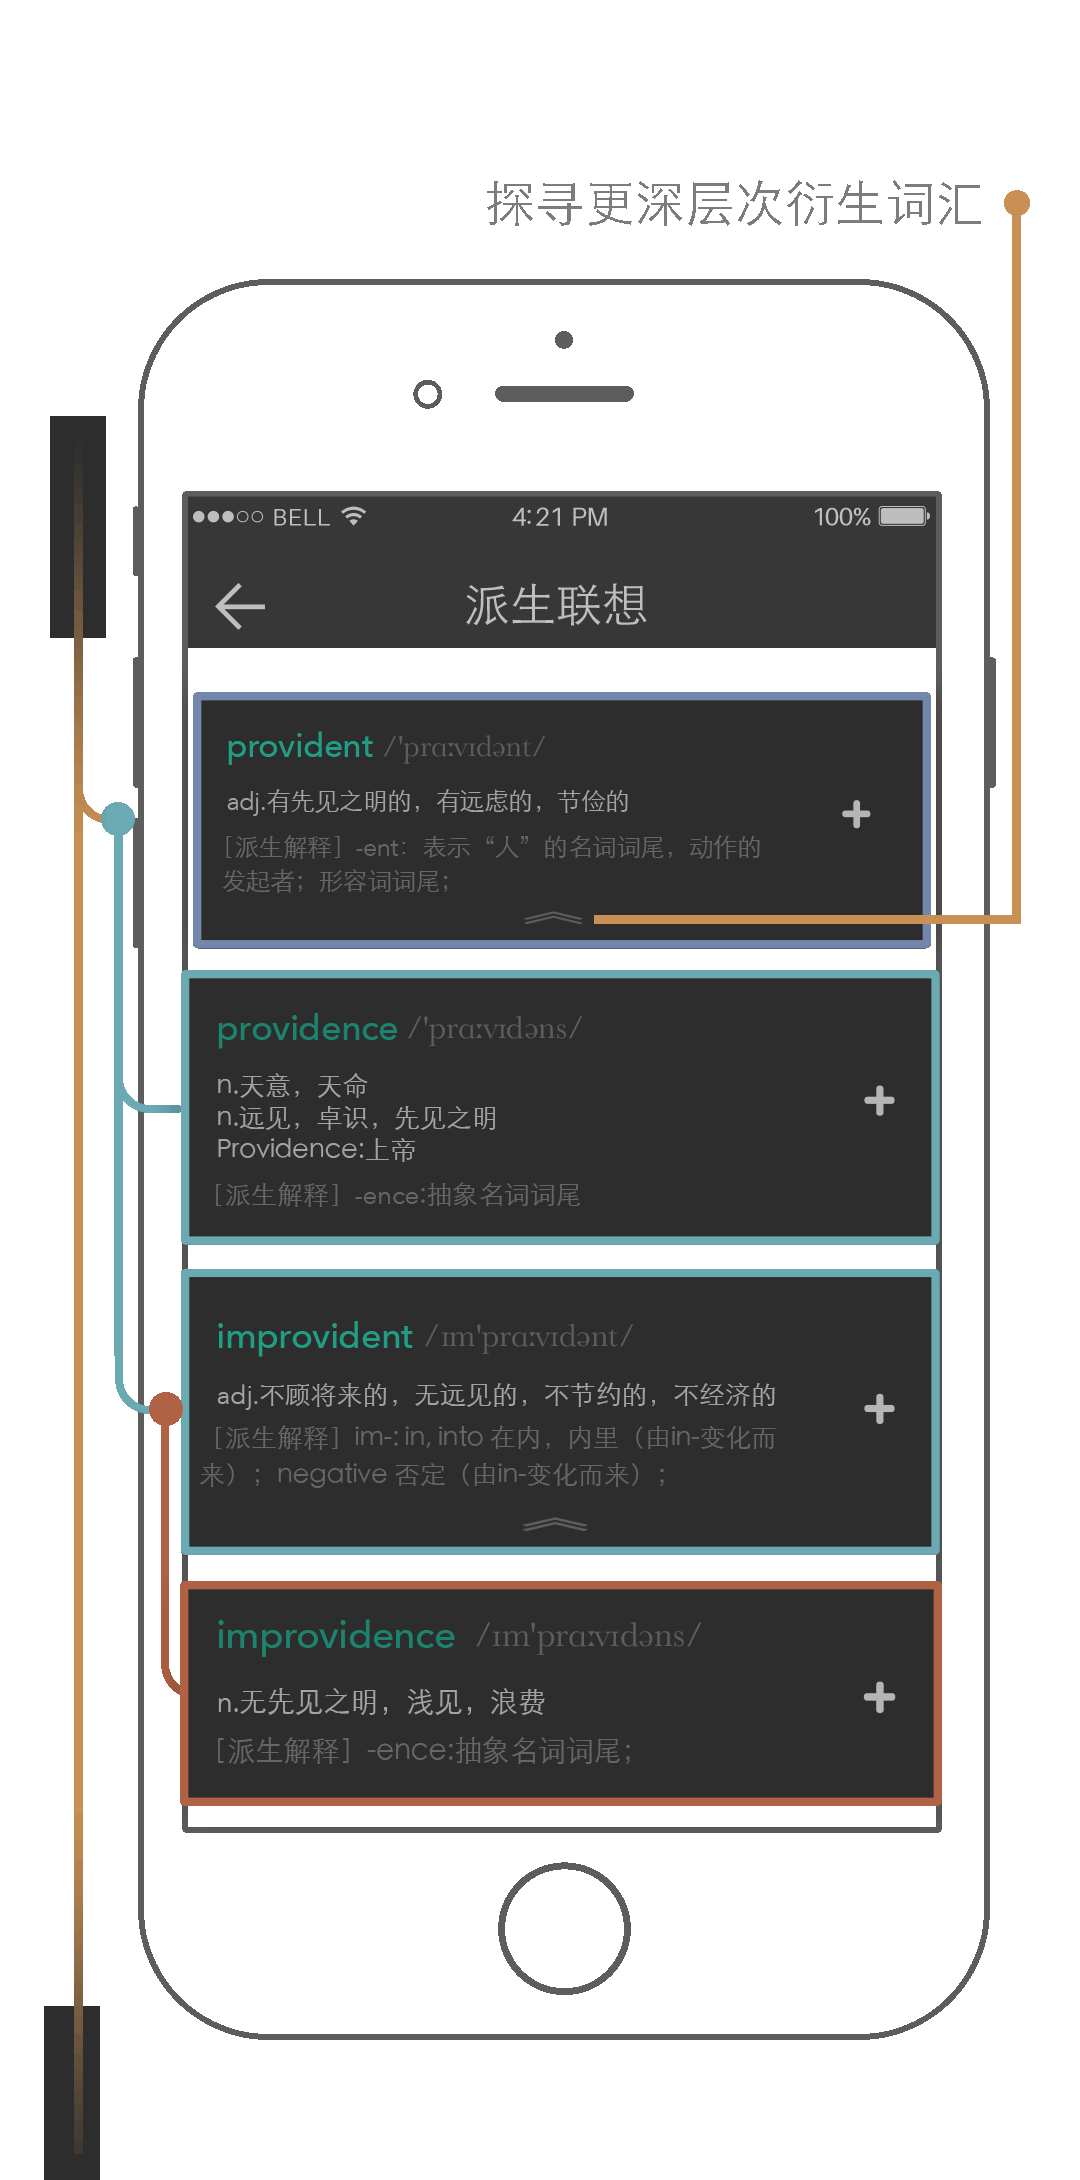 探寻更深层次衍生词汇
BELL 4:21 PM 100%
派生联想
provident /'prɑːvɪdənt/
adj.有先见之明的，有远虑的，节俭的
［派生解释］-ent：表示“人”的名词词尾，动作的
发起者；形容词词尾；
providence /'prɑːvɪdəns/
n.天意，天命
n.远见，卓识，先见之明
Providence:上帝
［派生解释］-ence:抽象名词词尾
improvident /ɪm'prɑːvɪdənt/
adj.不顾将来的，无远见的，不节约的，不经济的
［派生解释］im-: in, into 在内，内里（由in-变化而
来）；negative 否定（由in-变化而来）；
improvidence /ɪm'prɑːvɪdəns/
n.无先见之明，浅见，浪费
［派生解释］-ence:抽象名词词尾；